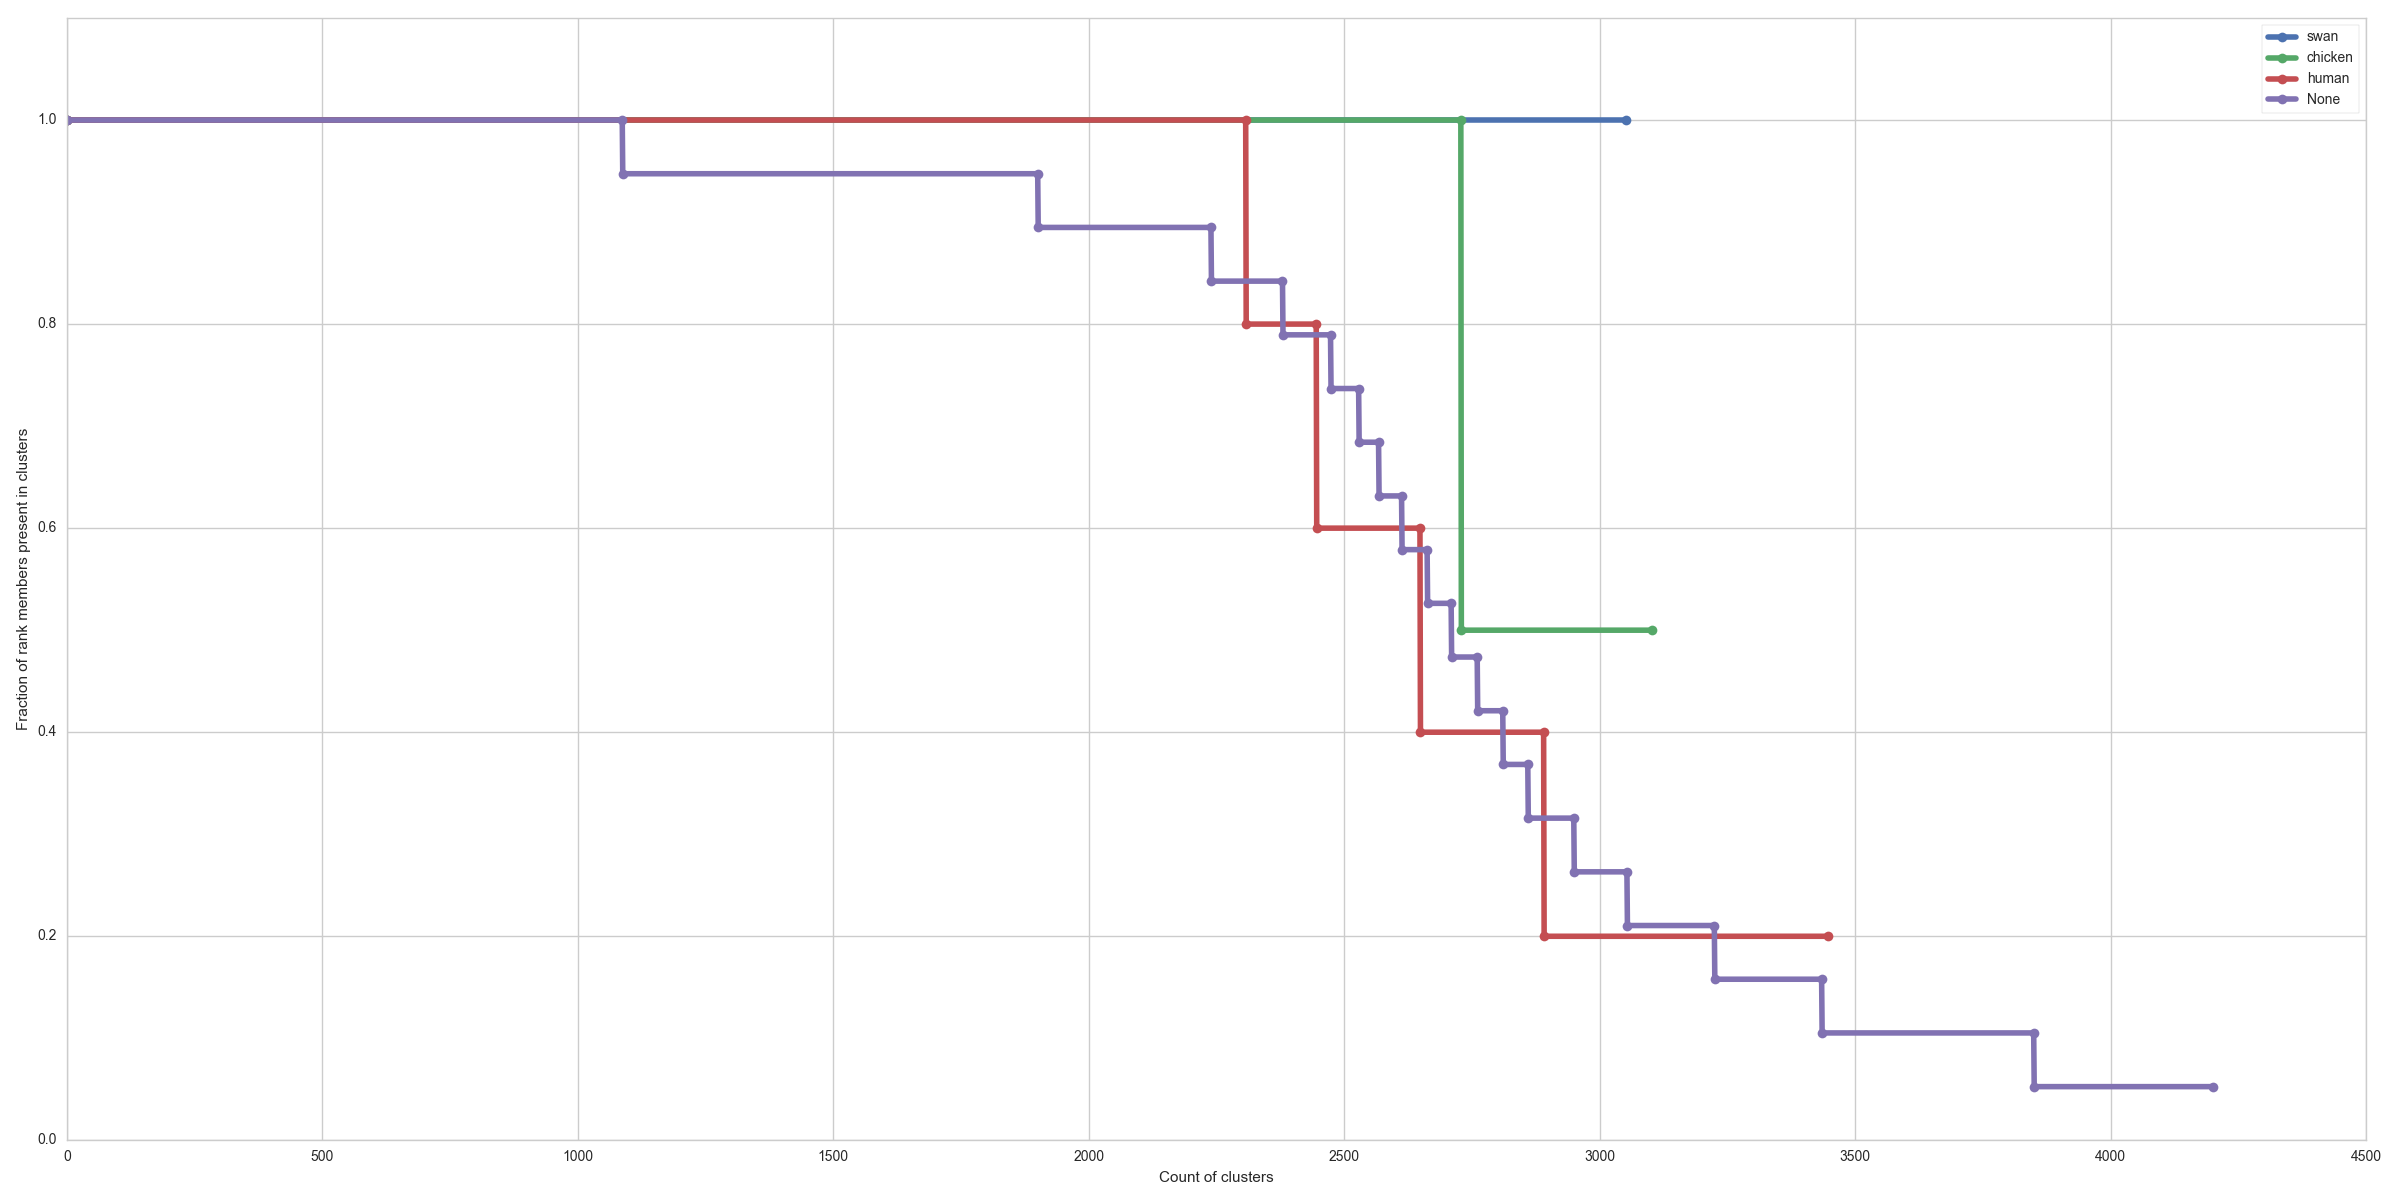 swan
chicken
human
None
1.0
0.8
0.6
0.4
0.2
0.0
Fraction of rank members present in clusters
0 500 1000 1500 2000 2500 3000 3500 4000 4500
Count of clusters